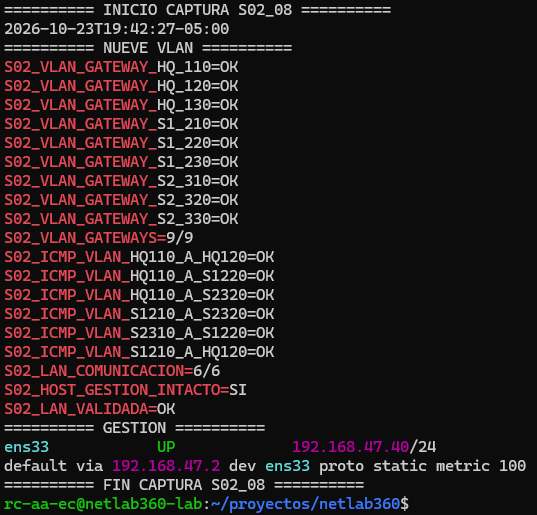 ========== INICIO CAPTURA S02_08 ==========
2026-10-23T19:42:27-05:00
========== NUEVE VLAN ==========
S02_VLAN_GATEWAY_HQ_110=OK
S02_VLAN_GATEWAY_HQ_120=OK
S02_VLAN_GATEWAY_HQ_130=OK
S02_VLAN_GATEWAY_S1_210=OK
S02_VLAN_GATEWAY_S1_220=OK
S02_VLAN_GATEWAY_S1_230=OK
S02_VLAN_GATEWAY_S2_310=OK
S02_VLAN_GATEWAY_S2_320=OK
S02_VLAN_GATEWAY_S2_330=OK
S02_VLAN_GATEWAYS=9/9
S02_ICMP_VLAN_HQ110_A_HQ120=OK
S02_ICMP_VLAN_HQ110_A_S1220=OK
S02_ICMP_VLAN_HQ110_A_S2320=OK
S02_ICMP_VLAN_S1210_A_S2320=OK
S02_ICMP_VLAN_S2310_A_S1220=OK
S02_ICMP_VLAN_S1210_A_HQ120=OK
S02_LAN_COMUNICACION=6/6
S02_HOST_GESTION_INTACTO=SI
S02_LAN_VALIDADA=OK
========== GESTION ==========
ens33            UP             192.168.47.40/24
default via 192.168.47.2 dev ens33 proto static metric 100
========== FIN CAPTURA S02_08 ==========
rc-aa-ec@netlab360-lab:~/proyectos/netlab360$